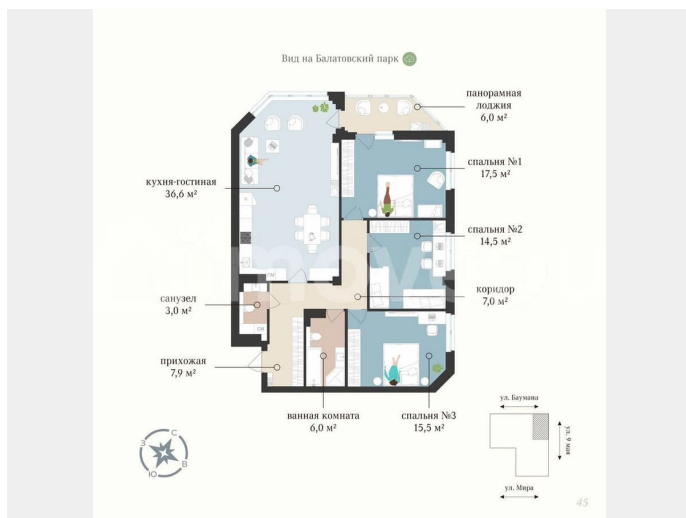 Вид на Балатовский парк
панорамная
лоджия
6,0 м²
спальня №1
17,5 м²
кухня-гостиная
36,6 м²
спальня №2
14,5 м²
коридор
7,0 м²
санузел
3,0 м²
прихожая
7,9 м²
ванная комната
6,0 м²
спальня №3
15,5 м²
СМ
С
З
В
Ю
ул. Баумана
ул. 9 мая
ул. Мира
45